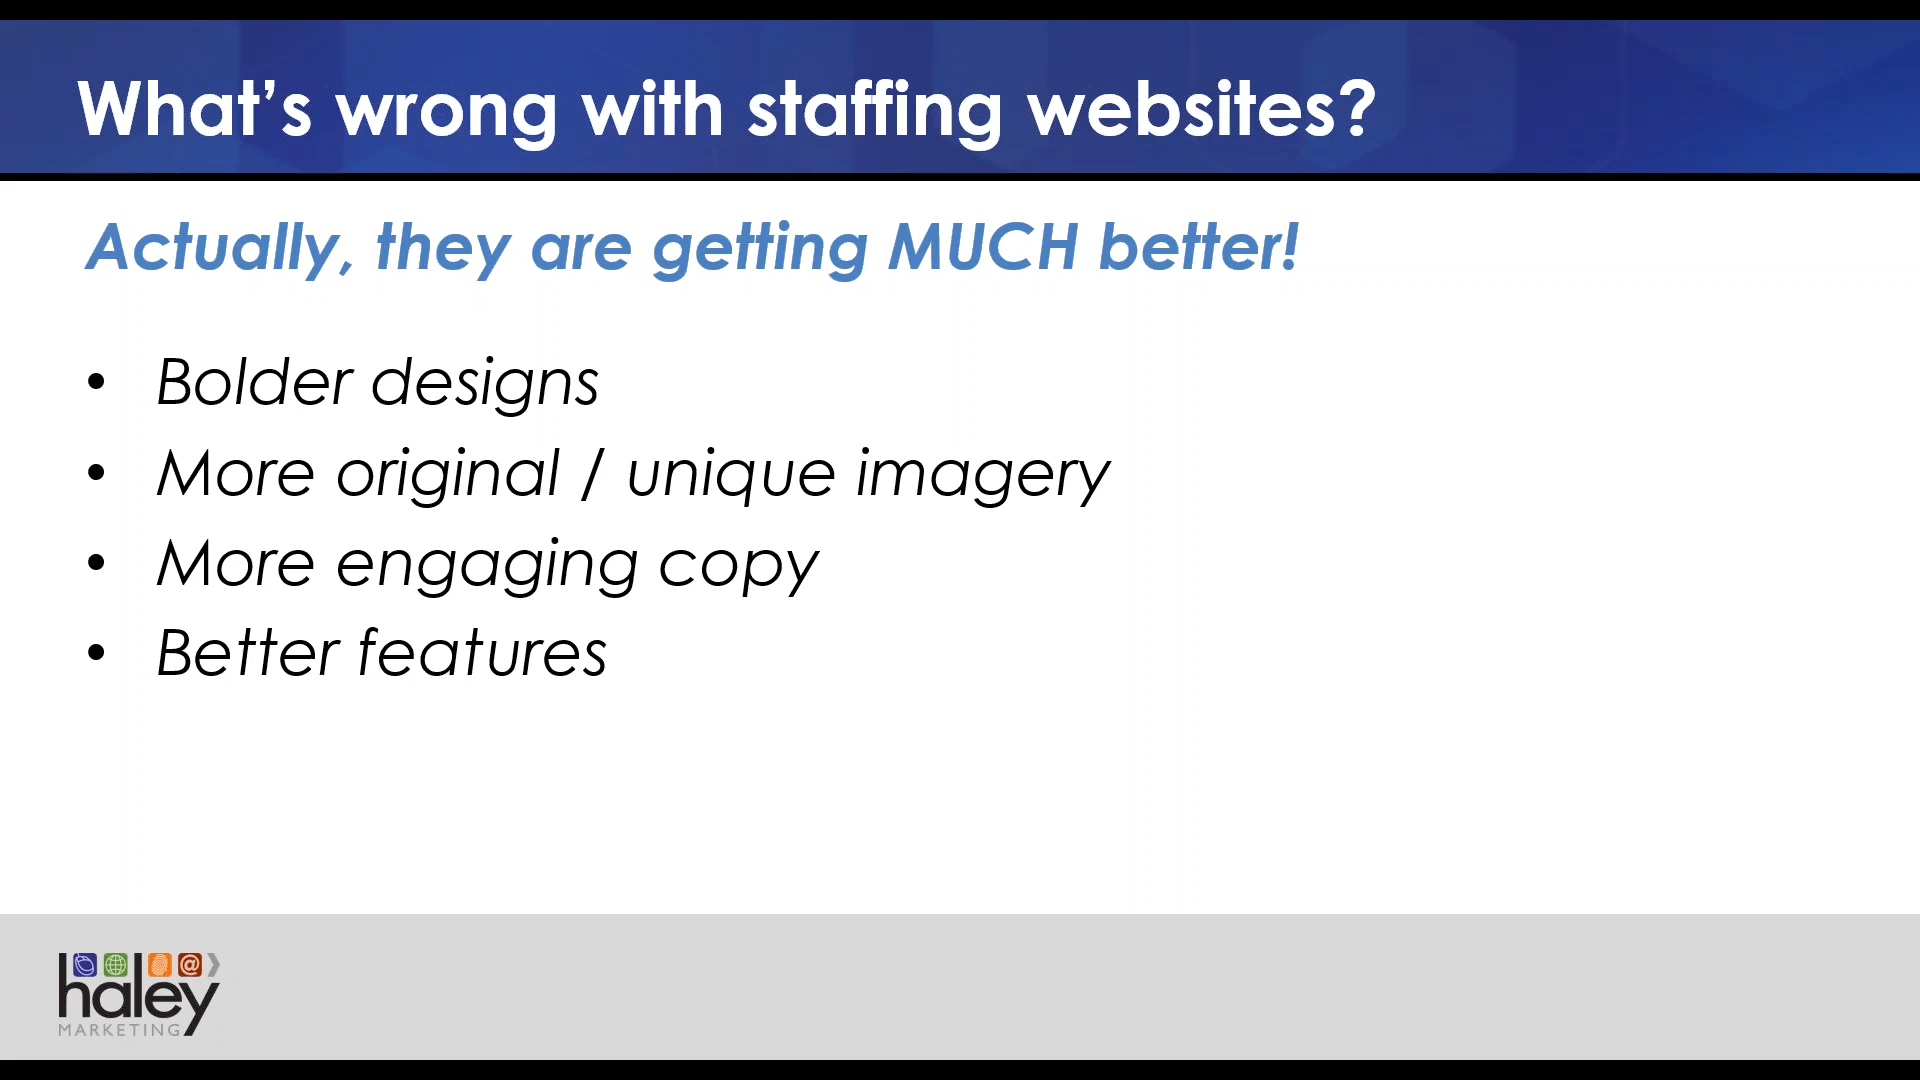 What’s wrong with staffing websites?
Actually, they are getting MUCH better!
• Bolder designs
• More original / unique imagery
• More engaging copy
• Better features
haley
MARKETING